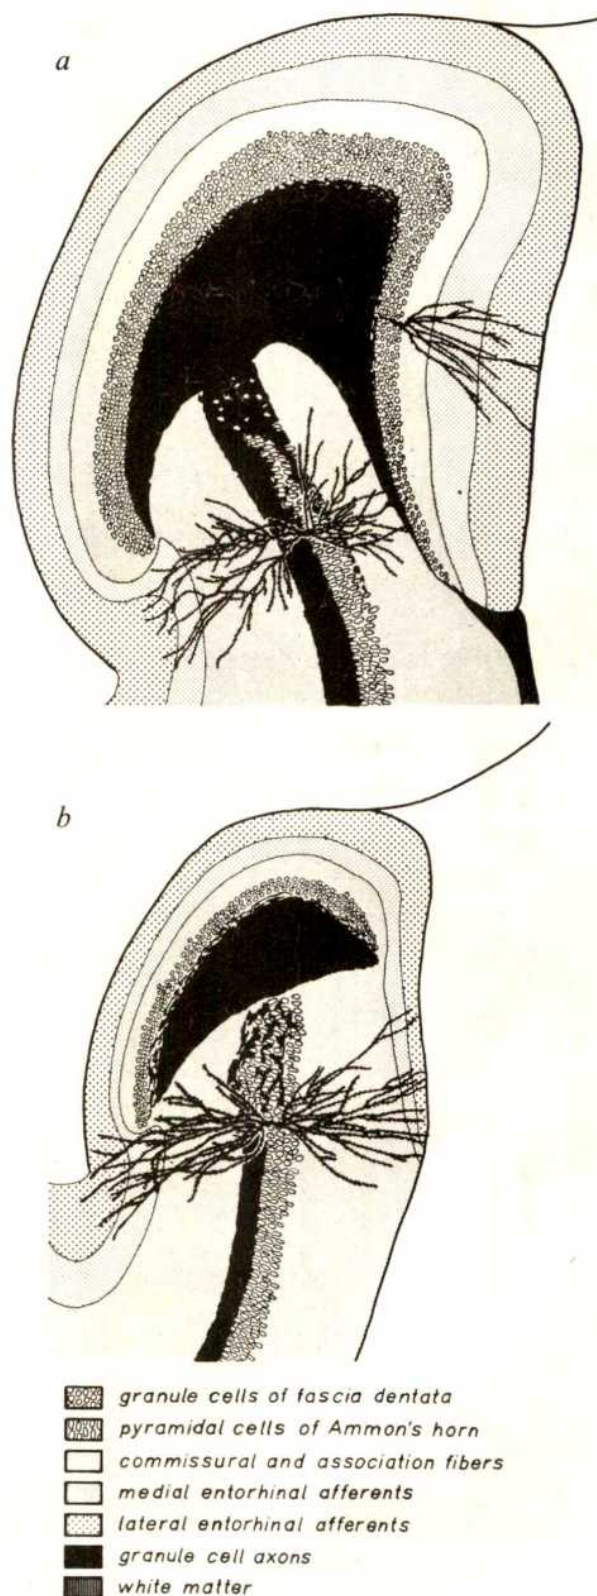 a
b
granule cells of fascia dentata
pyramidal cells of Ammon's horn
commissural and association fibers
medial entorhinal afferents
lateral entorhinal afferents
granule cell axons
white matter